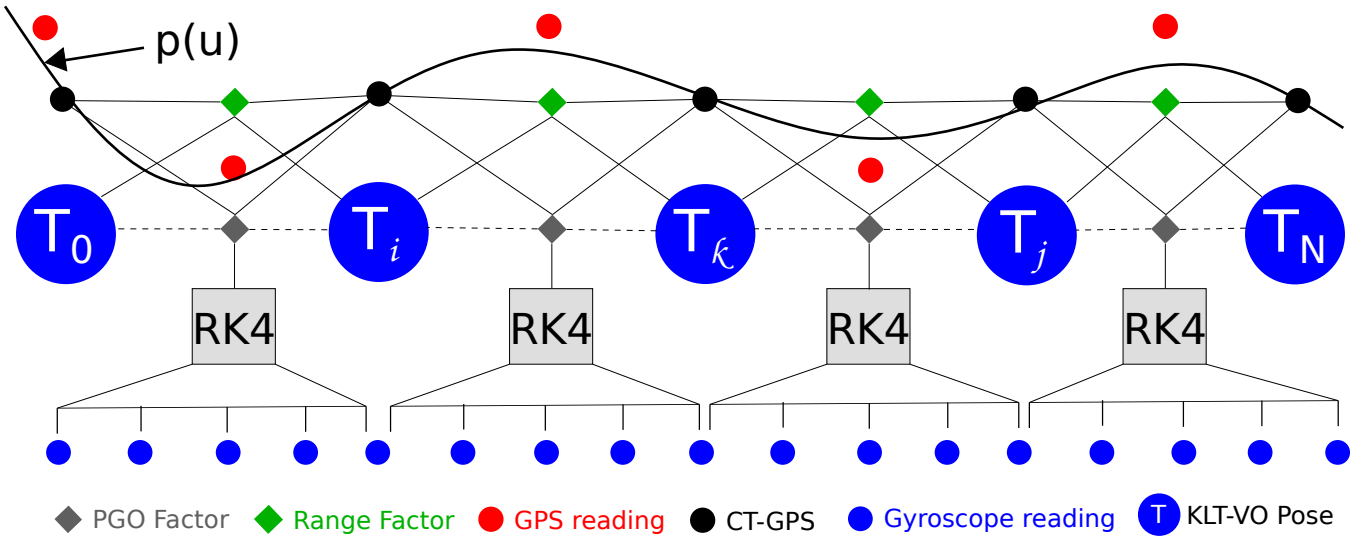 p(u)
T0 Ti Tk Tj TN
RK4 RK4 RK4 RK4
PGO Factor Range Factor GPS reading CT-GPS Gyroscope reading T KLT-VO Pose